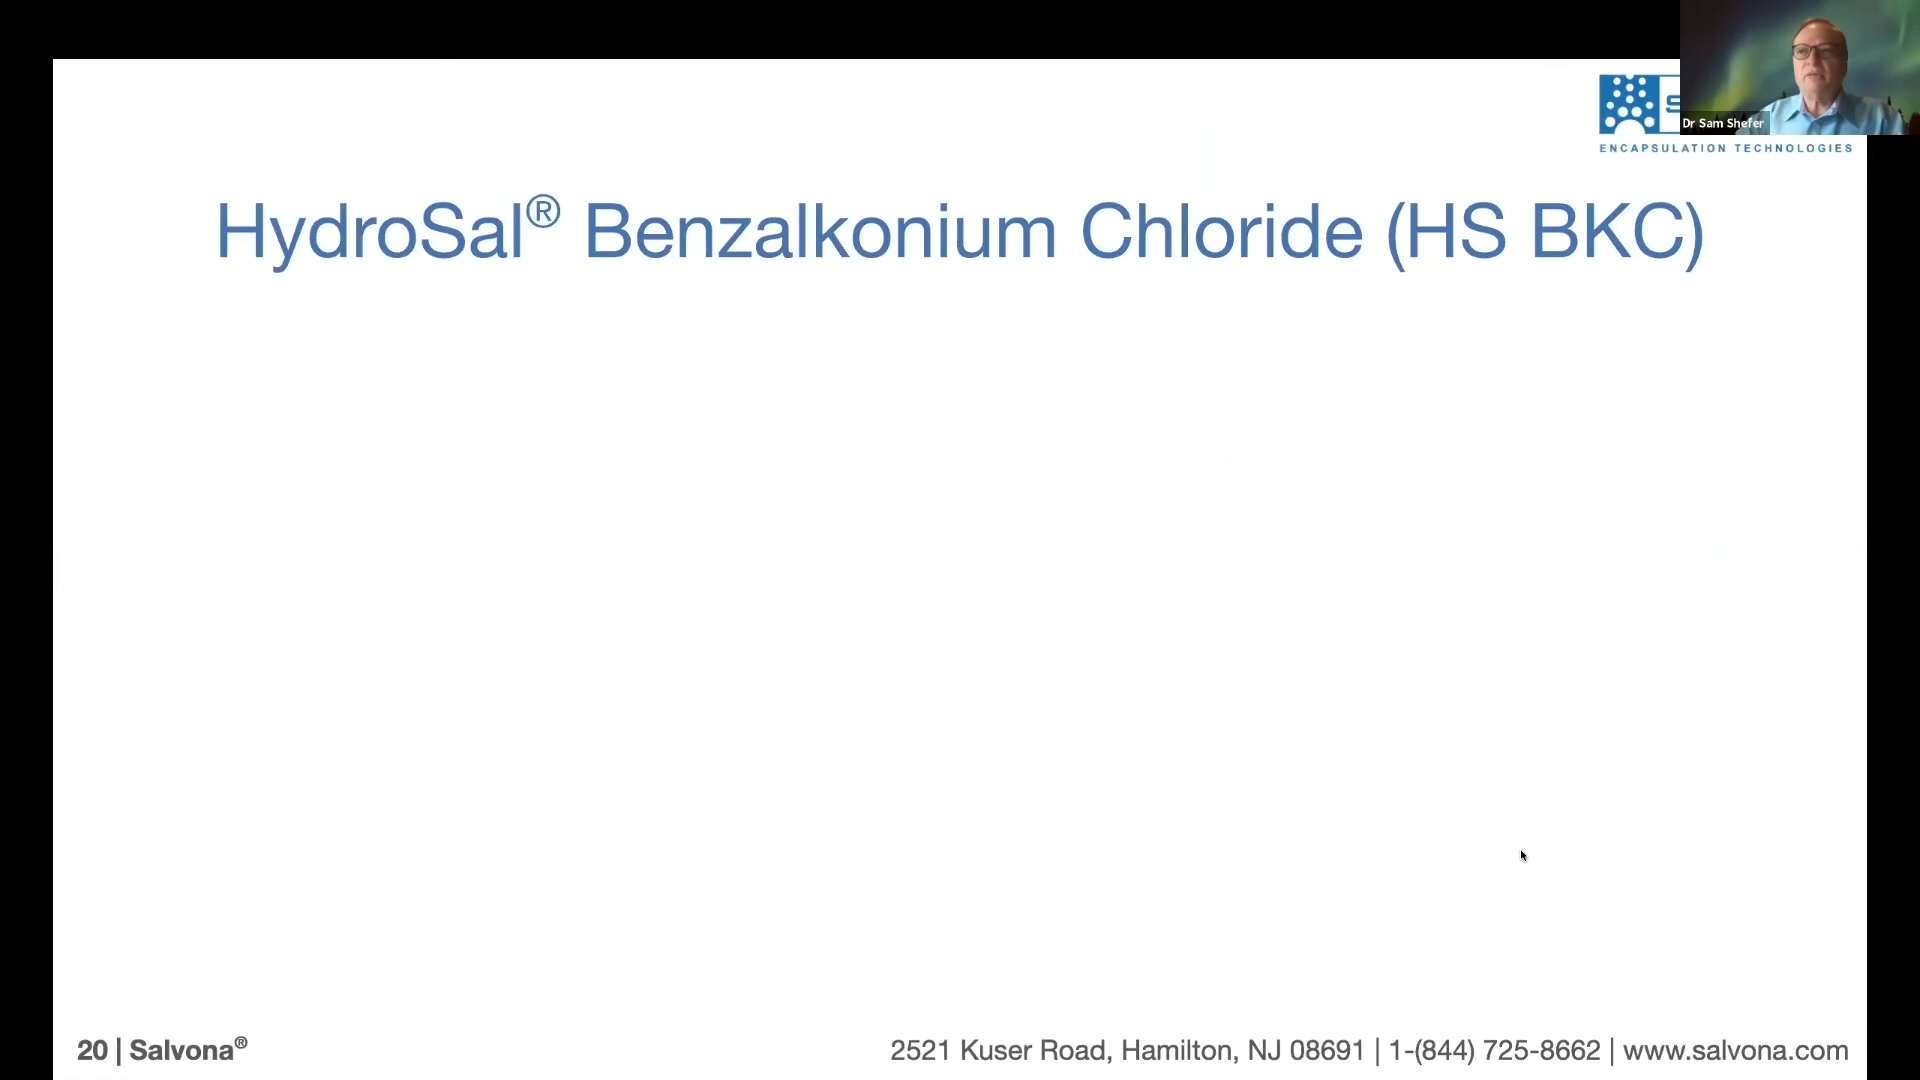 Dr Sam Shefer
S
ENCAPSULATION TECHNOLOGIES
HydroSal® Benzalkonium Chloride (HS BKC)
20 | Salvona®
2521 Kuser Road, Hamilton, NJ 08691 | 1-(844) 725-8662 | www.salvona.com